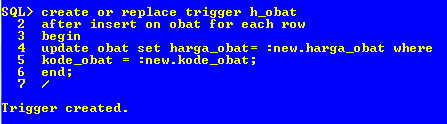 SQL> create or replace trigger h_obat
2 after insert on obat for each row
3 begin
4 update obat set harga_obat= :new.harga_obat where
5 kode_obat = :new.kode_obat;
6 end;
7 /
Trigger created.